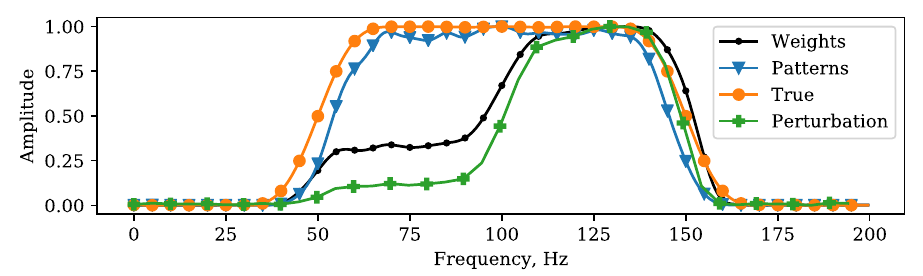 1.00
0.75
0.50
0.25
0.00
Amplitude
Weights
Patterns
True
Perturbation
0 25 50 75 100 125 150 175 200
Frequency, Hz